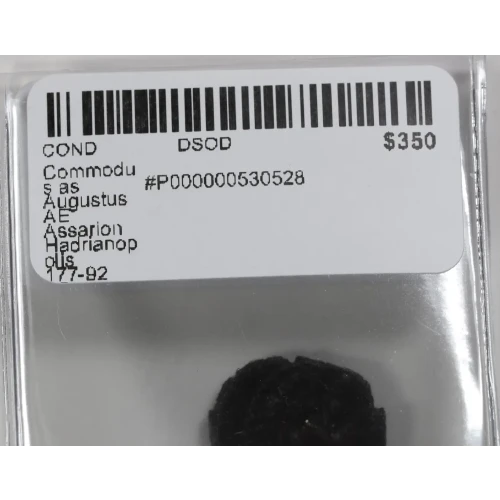 COND DSOD $350
Commodu
s as #P000000530528
Augustus
AE
Assarion
Hadrianop
olis
177-92